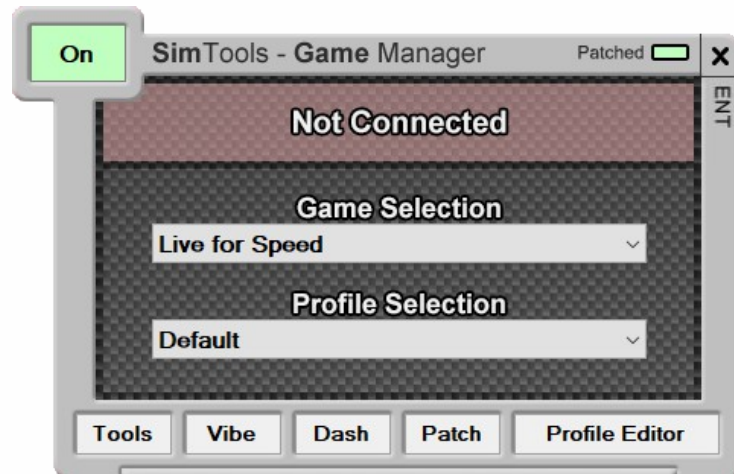 On
SimTools - Game Manager
Patched
X
ENT
Not Connected
Game Selection
Live for Speed
Profile Selection
Default
Tools
Vibe
Dash
Patch
Profile Editor